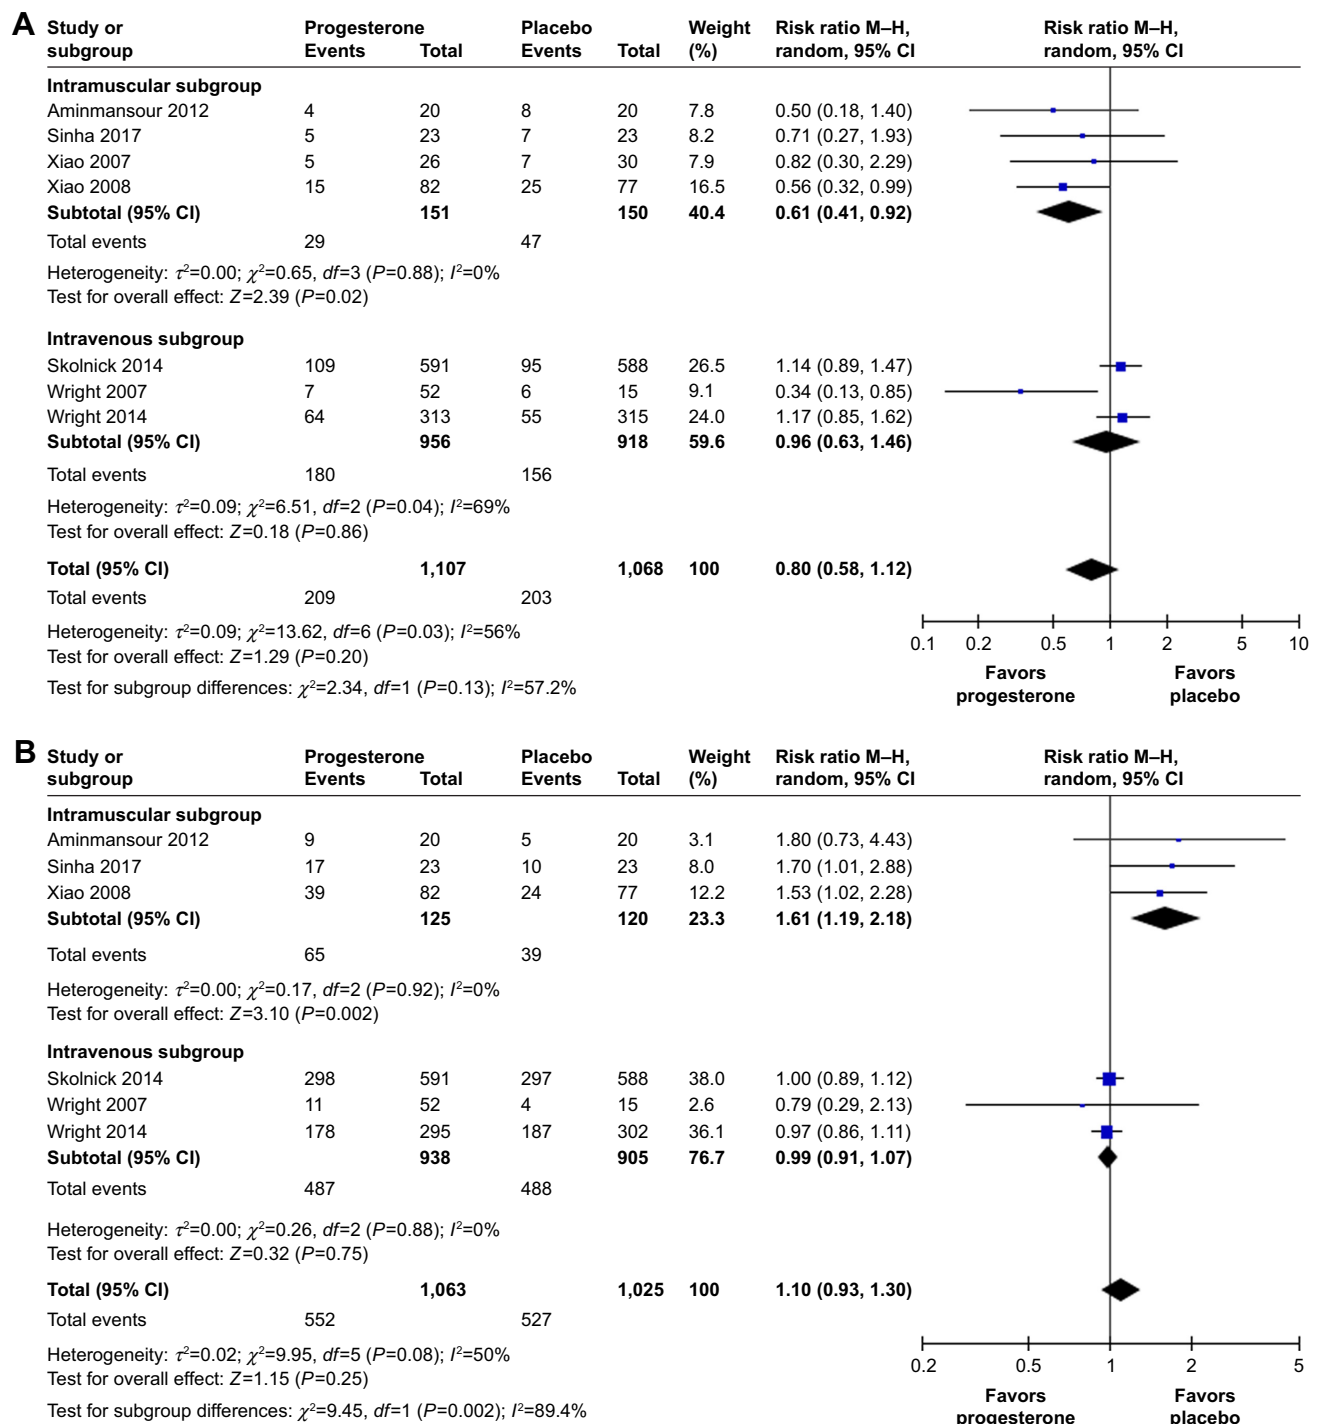 A
Study or subgroup Progesterone Events Total Placebo Events Total Weight (%) Risk ratio M–H, random, 95% CI Risk ratio M–H, random, 95% CI
Intramuscular subgroup
Aminmansour 2012 4 20 8 20 7.8 0.50 (0.18, 1.40)
Sinha 2017 5 23 7 23 8.2 0.71 (0.27, 1.93)
Xiao 2007 5 26 7 30 7.9 0.82 (0.30, 2.29)
Xiao 2008 15 82 25 77 16.5 0.56 (0.32, 0.99)
Subtotal (95% CI) 151 150 40.4 0.61 (0.41, 0.92)
Total events 29 47
Heterogeneity: τ²=0.00; χ²=0.65, df=3 (P=0.88); I²=0%
Test for overall effect: Z=2.39 (P=0.02)
Intravenous subgroup
Skolnick 2014 109 591 95 588 26.5 1.14 (0.89, 1.47)
Wright 2007 7 52 6 15 9.1 0.34 (0.13, 0.85)
Wright 2014 64 313 55 315 24.0 1.17 (0.85, 1.62)
Subtotal (95% CI) 956 918 59.6 0.96 (0.63, 1.46)
Total events 180 156
Heterogeneity: τ²=0.09; χ²=6.51, df=2 (P=0.04); I²=69%
Test for overall effect: Z=0.18 (P=0.86)
Total (95% CI) 1,107 1,068 100 0.80 (0.58, 1.12)
Total events 209 203
Heterogeneity: τ²=0.09; χ²=13.62, df=6 (P=0.03); I²=56%
Test for overall effect: Z=1.29 (P=0.20)
Test for subgroup differences: χ²=2.34, df=1 (P=0.13); I²=57.2%
0.1 0.2 0.5 1 2 5 10
Favors progesterone Favors placebo
B
Study or subgroup Progesterone Events Total Placebo Events Total Weight (%) Risk ratio M–H, random, 95% CI Risk ratio M–H, random, 95% CI
Intramuscular subgroup
Aminmansour 2012 9 20 5 20 3.1 1.80 (0.73, 4.43)
Sinha 2017 17 23 10 23 8.0 1.70 (1.01, 2.88)
Xiao 2008 39 82 24 77 12.2 1.53 (1.02, 2.28)
Subtotal (95% CI) 125 120 23.3 1.61 (1.19, 2.18)
Total events 65 39
Heterogeneity: τ²=0.00; χ²=0.17, df=2 (P=0.92); I²=0%
Test for overall effect: Z=3.10 (P=0.002)
Intravenous subgroup
Skolnick 2014 298 591 297 588 38.0 1.00 (0.89, 1.12)
Wright 2007 11 52 4 15 2.6 0.79 (0.29, 2.13)
Wright 2014 178 295 187 302 36.1 0.97 (0.86, 1.11)
Subtotal (95% CI) 938 905 76.7 0.99 (0.91, 1.07)
Total events 487 488
Heterogeneity: τ²=0.00; χ²=0.26, df=2 (P=0.88); I²=0%
Test for overall effect: Z=0.32 (P=0.75)
Total (95% CI) 1,063 1,025 100 1.10 (0.93, 1.30)
Total events 552 527
Heterogeneity: τ²=0.02; χ²=9.95, df=5 (P=0.08); I²=50%
Test for overall effect: Z=1.15 (P=0.25)
Test for subgroup differences: χ²=9.45, df=1 (P=0.002); I²=89.4%
0.2 0.5 1 2 5
Favors progesterone Favors placebo